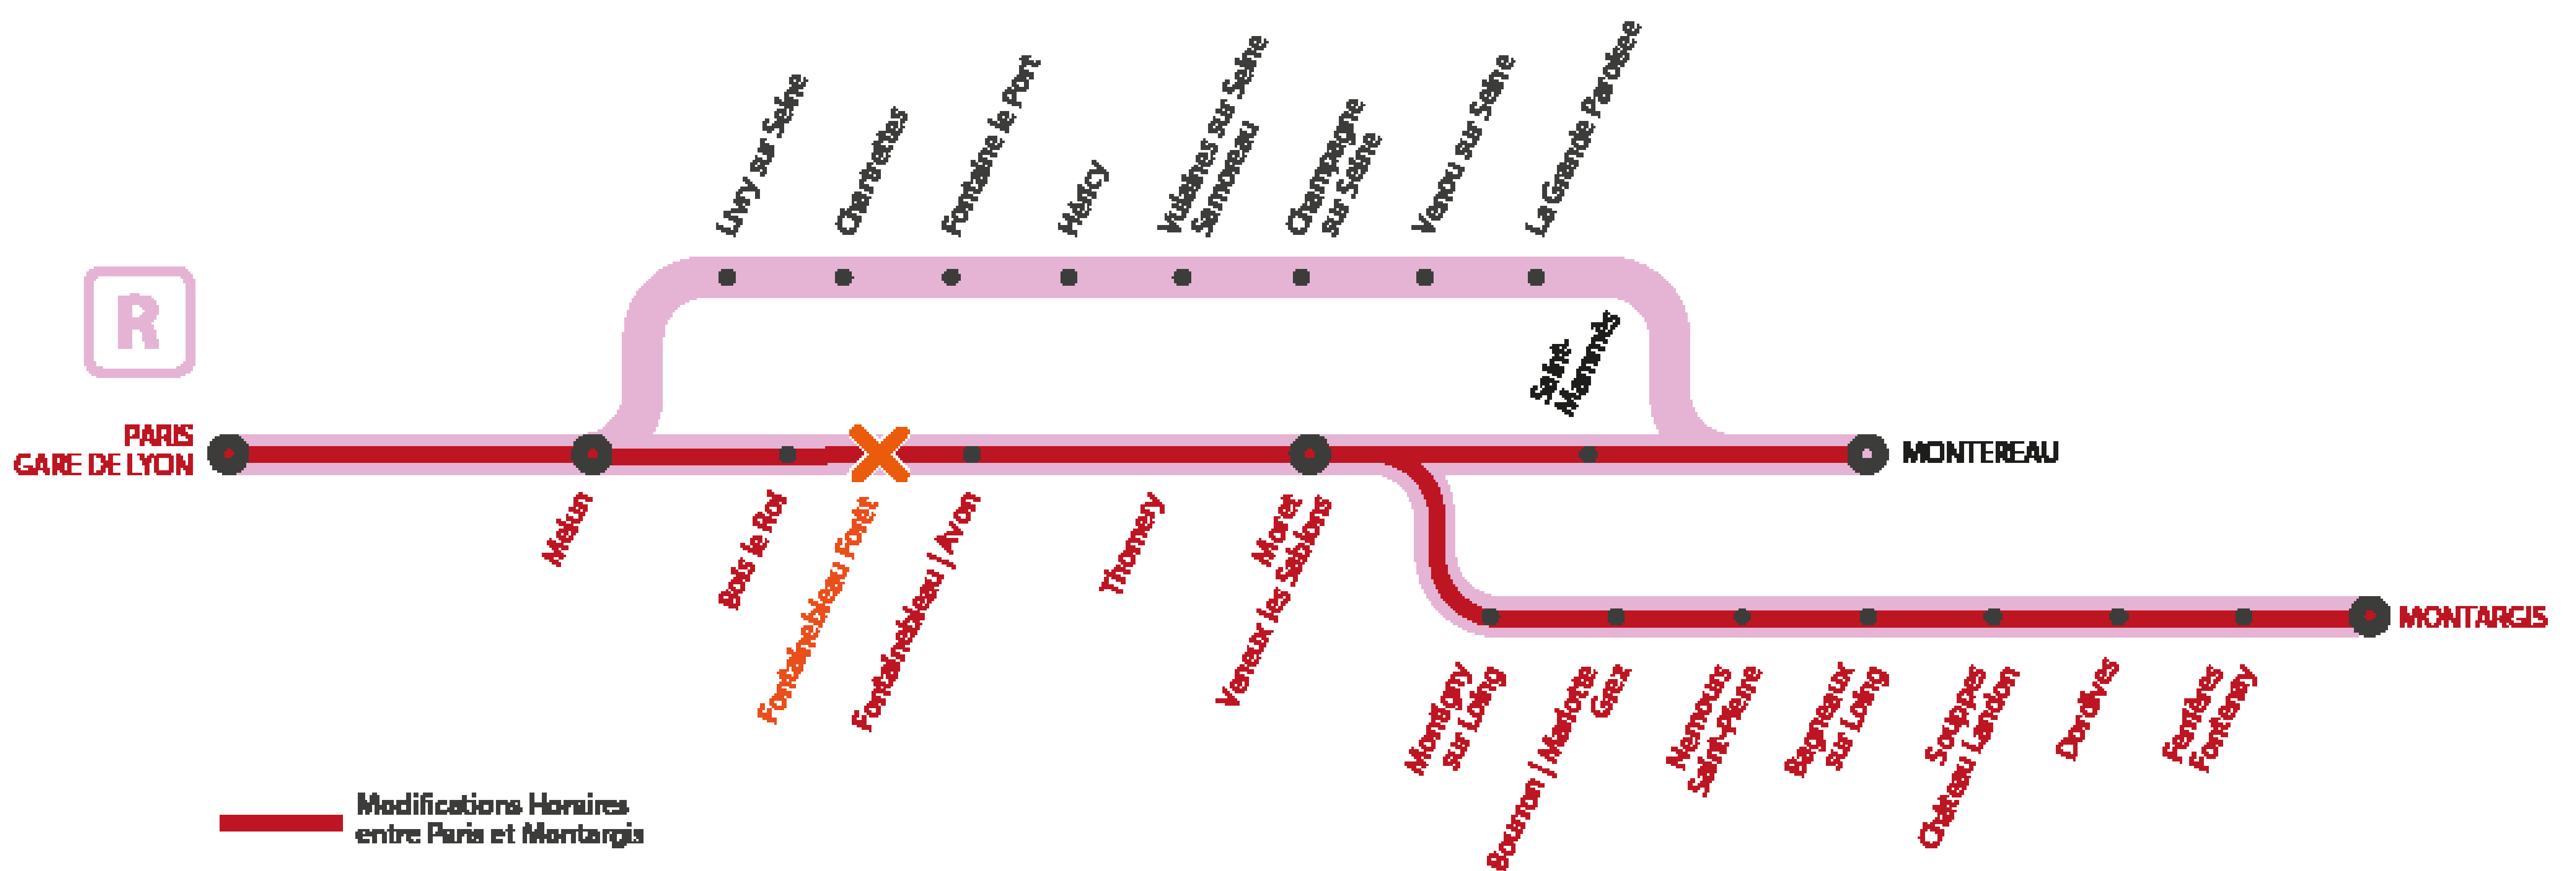 Livry sur Seine
Chartrettes
Fontaine le Port
Héricy
Vulaines sur Seine
Samoreau
Champagne
sur Seine
Vernou sur Seine
La Grande Paroisse
R
Saint-
Mammès
PARIS
GARE DE LYON
MONTEREAU
Melun
Bois le Roi
Fontainebleau Forêt
Fontainebleau | Avon
Thomery
Moret
Veneux les Sablons
MONTARGIS
Montigny
sur Loing
Bourron | Marlotte
Grez
Nemours
Saint-Pierre
Bagneaux
sur Loing
Souppes
Château Landon
Dordives
Ferrières
Fontenay
Modifications Horaires
entre Paris et Montargis